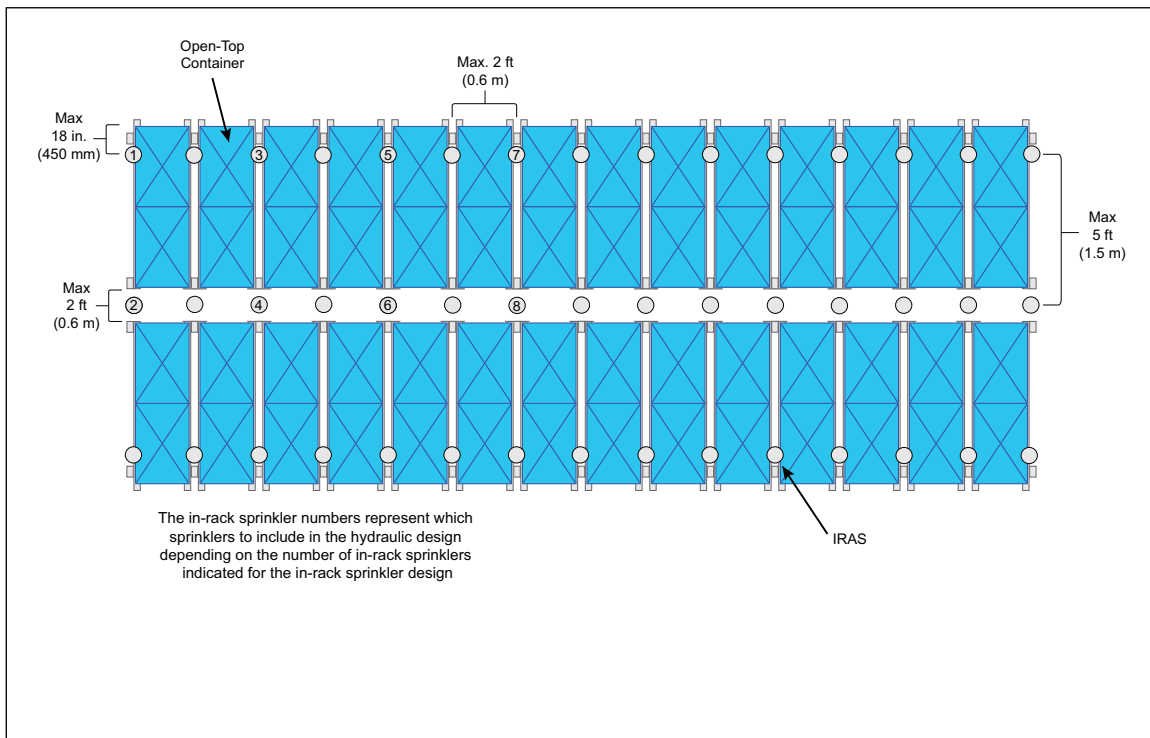 Open-Top
Container
Max. 2 ft
(0.6 m)
Max
18 in.
(450 mm)
1
3
5
7
Max
5 ft
(1.5 m)
Max
2 ft
(0.6 m)
2
4
6
8
The in-rack sprinkler numbers represent which
sprinklers to include in the hydraulic design
depending on the number of in-rack sprinklers
indicated for the in-rack sprinkler design
IRAS